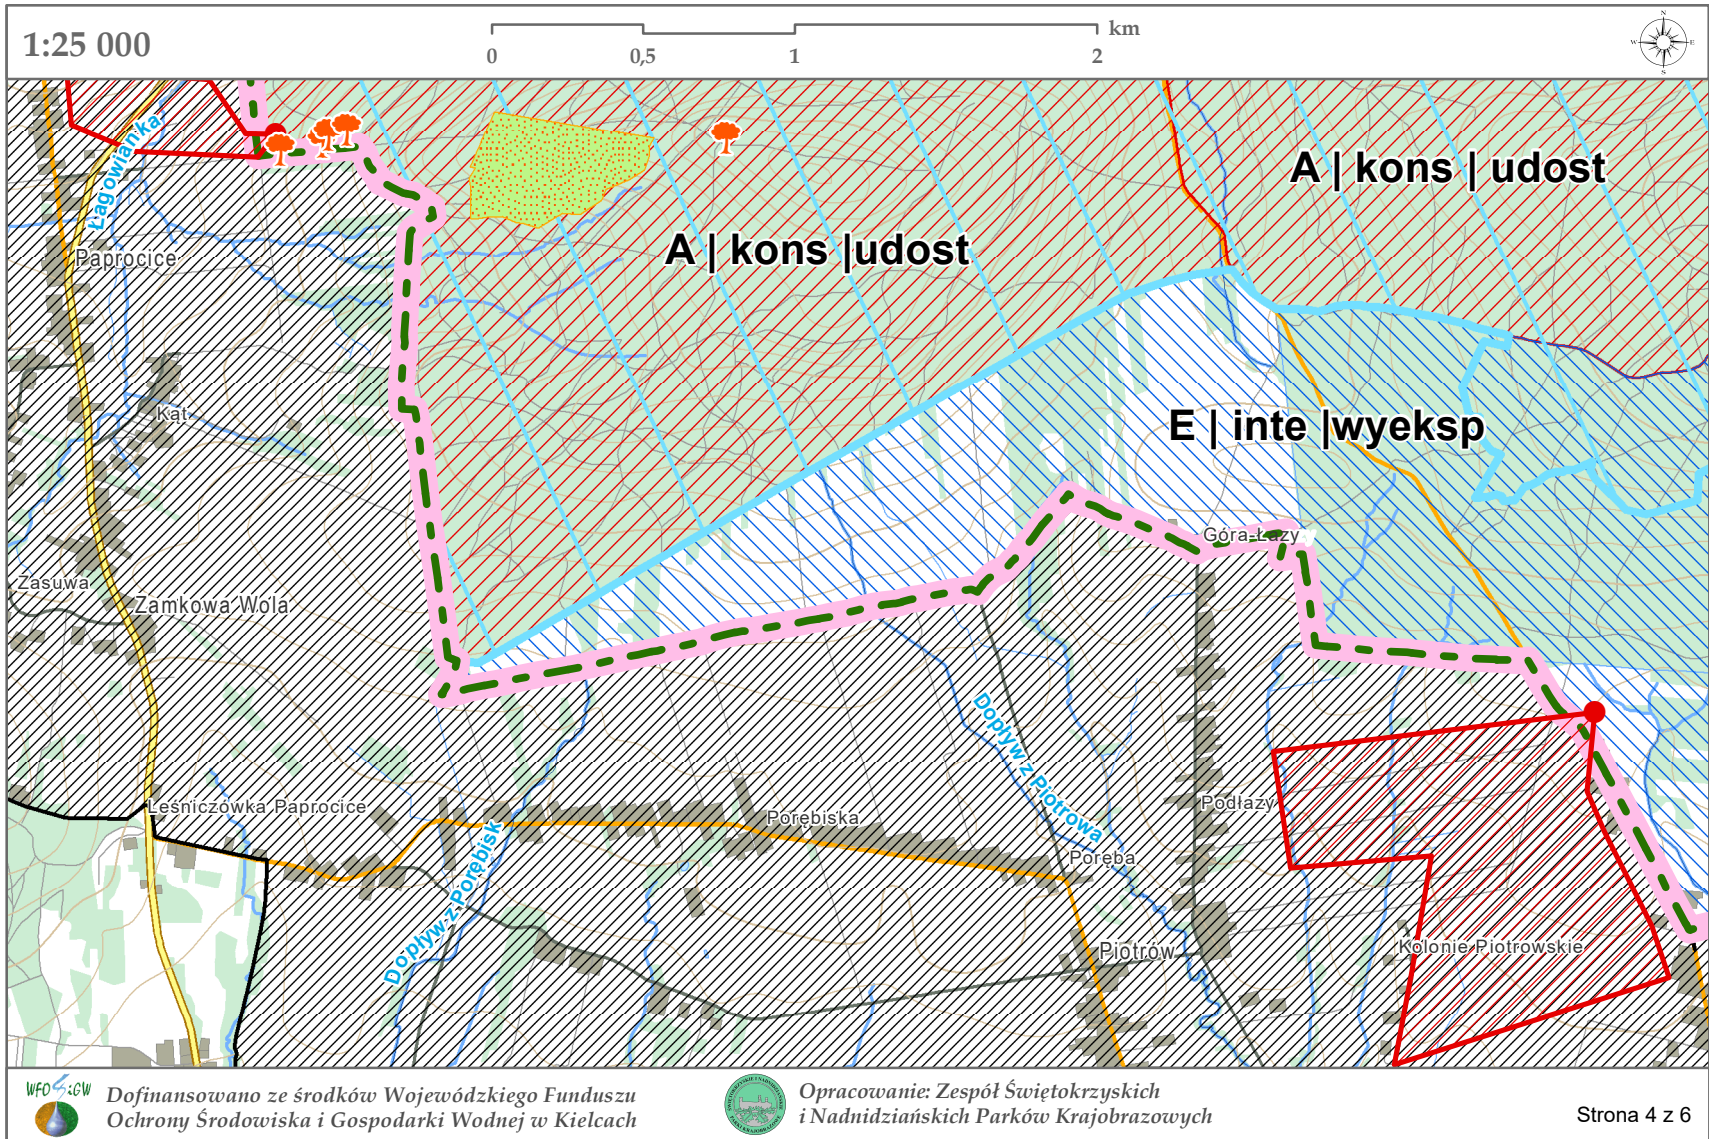 1:25 000
km
0 0,5 1 2
N
W E
S
Łagowianka
A | kons | udost
Paprocice
A | kons |udost
Kąt
E | inte |wyeksp
Góra-Łazy
Zasuwa
Zamkowa Wola
Dopływ z Piotrowa
Leśniczówka Paprocice
Porębiska
Podłazy
Poręba
Dopływ z Porębisk
Piotrów
Kolonie Piotrowskie
WFOŚiGW
Dofinansowano ze środków Wojewódzkiego Funduszu
Ochrony Środowiska i Gospodarki Wodnej w Kielcach
Opracowanie: Zespół Świętokrzyskich
i Nadnidziańskich Parków Krajobrazowych
Strona 4 z 6